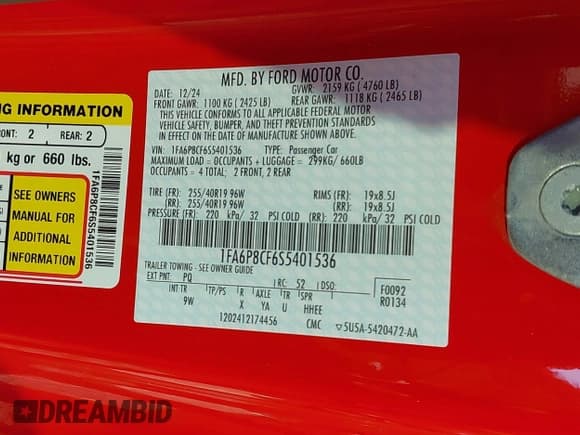 MFD. BY FORD MOTOR CO.
12/24 GVWR: 2159 KG ( 4760 LB)
FRONT GAWR: 1100 KG ( 2425 LB) REAR GAWR: 1118 KG ( 2465 LB)
THIS VEHICLE CONFORMS TO ALL APPLICABLE FEDERAL MOTOR
VEHICLE SAFETY, BUMPER, AND THEFT PREVENTION STANDARDS
IN EFFECT ON THE DATE OF MANUFACTURE SHOWN ABOVE.
VIN: 1FA6P8CF6S5401536 TYPE: Passenger Car
MAXIMUM LOAD = OCCUPANTS + LUGGAGE = 299KG/ 660LB
OCCUPANTS = 4 TOTAL: 2 FRONT, 2 REAR
TIRE (FR): 255/40R19 96W RIMS (FR): 19x8.5J
(RR): 255/40R19 96W (RR): 19x8.5J
PRESSURE (FR): 220 kPa/ 32 PSI COLD (RR): 220 kPa/ 32 PSI COLD
1FA6P8CF6S5401536
TRAILER TOWING - SEE OWNER GUIDE
EXT PNT: PQ RC: 52 DSO: F0092
INT TR TP/PS R AXLE TR SPR R0134
9W X YA U HHEE
1202412174456 CMC 5U5A-5420472-AA
NG INFORMATION
RONT: 2 REAR: 2
kg or 660 lbs.
SEE OWNERS
MANUAL FOR
ADDITIONAL
INFORMATION
1FA6P8CF6S5401536
DREAMBID